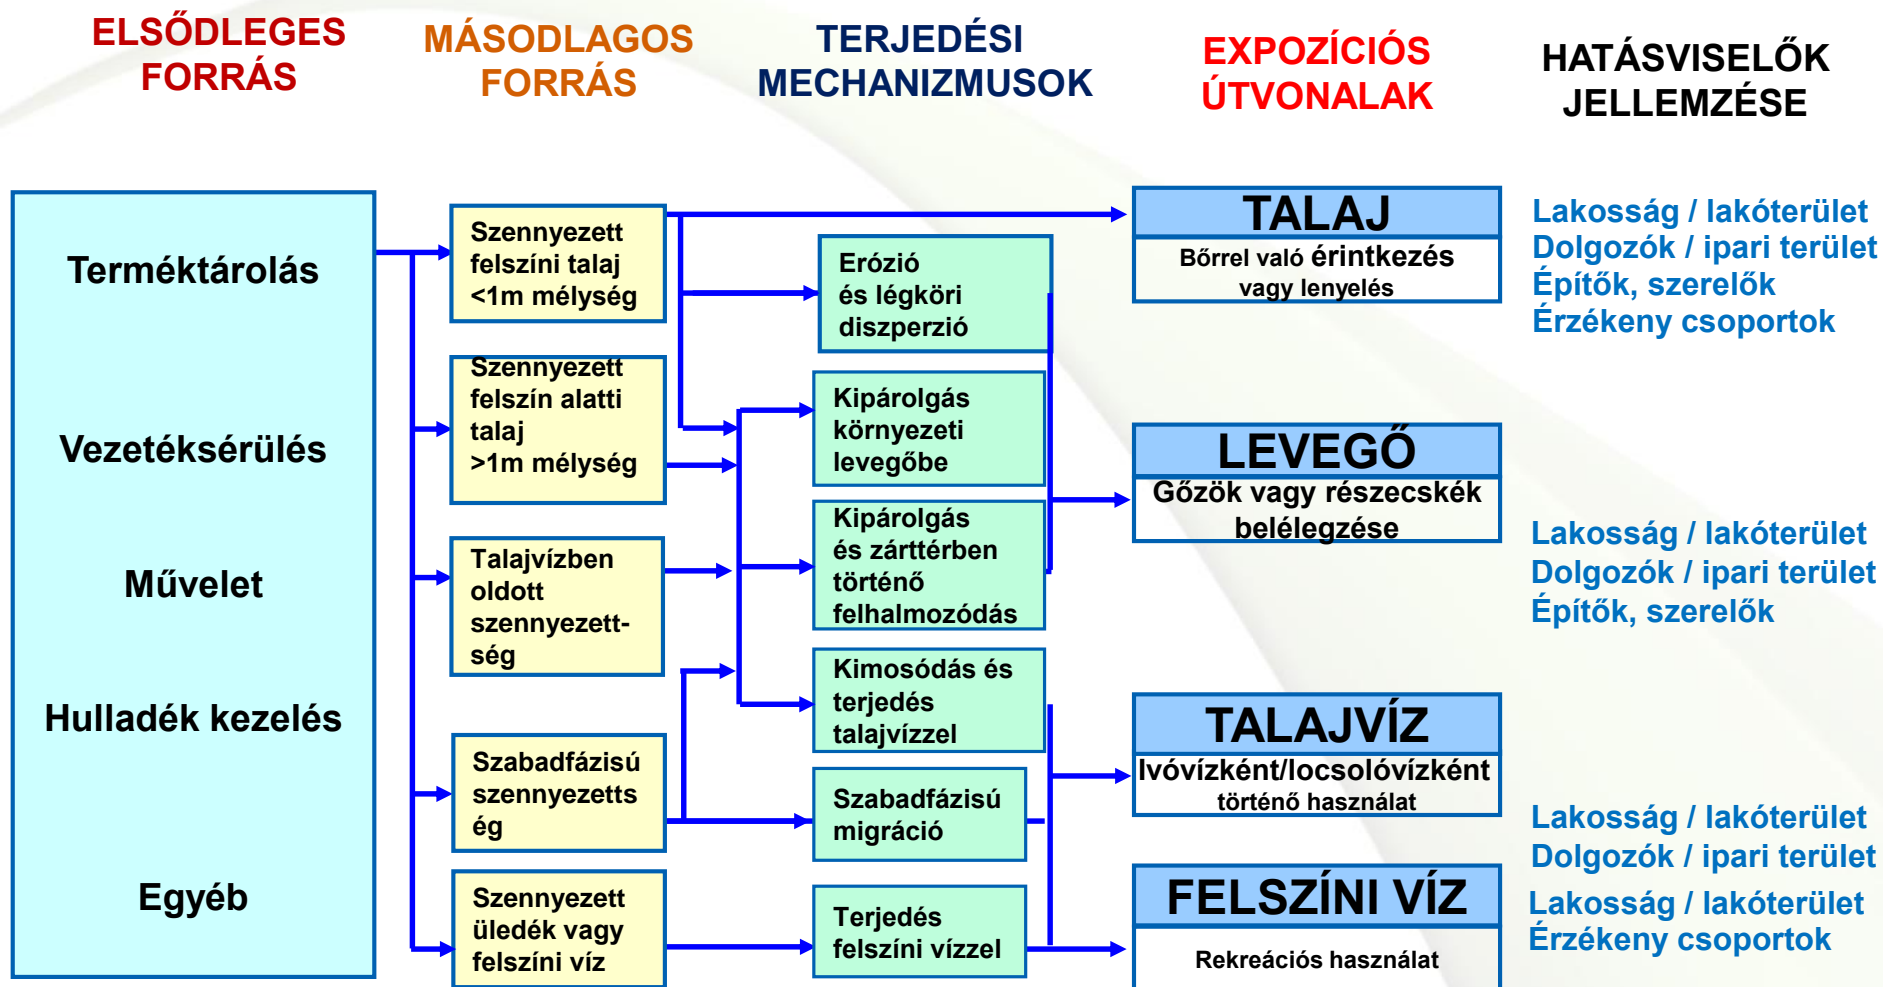 ELSŐDLEGES
FORRÁS
MÁSODLAGOS
FORRÁS
TERJEDÉSI
MECHANIZMUSOK
EXPOZÍCIÓS
ÚTVONALAK
HATÁSVISELŐK
JELLEMZÉSE
Terméktárolás
Vezetéksérülés
Művelet
Hulladék kezelés
Egyéb
Szennyezett
felszíni talaj
<1m mélység
Szennyezett
felszín alatti
talaj
>1m mélység
Talajvízben
oldott
szennyezett-
ség
Szabadfázisú
szennyezetts
ég
Szennyezett
üledék vagy
felszíni víz
Erózió
és légköri
diszperzió
Kipárolgás
környezeti
levegőbe
Kipárolgás
és zárttérben
történő
felhalmozódás
Kimosódás és
terjedés
talajvízzel
Szabadfázisú
migráció
Terjedés
felszíni vízzel
TALAJ
Bőrrel való érintkezés
vagy lenyelés
LEVEGŐ
Gőzök vagy részecskék
belélegzése
TALAJVÍZ
Ivóvízként/locsolóvízként
történő használat
FELSZÍNI VÍZ
Rekreációs használat
Lakosság / lakóterület
Dolgozók / ipari terület
Építők, szerelők
Érzékeny csoportok
Lakosság / lakóterület
Dolgozók / ipari terület
Építők, szerelők
Lakosság / lakóterület
Dolgozók / ipari terület
Lakosság / lakóterület
Érzékeny csoportok